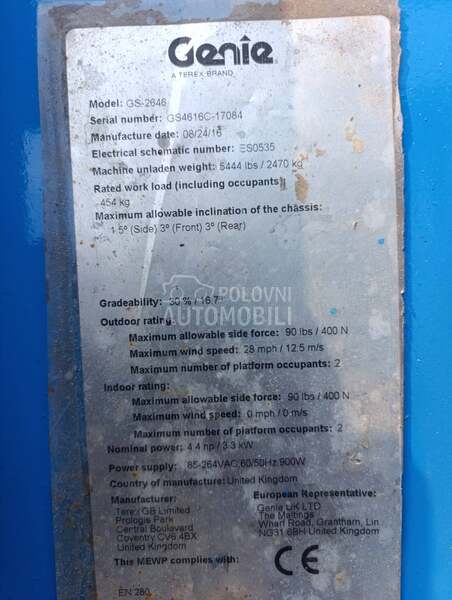 Genie
A TEREX BRAND
Model: GS-2646
Serial number: GS4616C-17084
Manufacture date: 08/24/16
Electrical schematic number: ES0535
Machine unladen weight: 5444 lbs / 2470 kg
Rated work load (including occupants)
454 kg
Maximum allowable inclination of the châssis:
1.5º (Side) 3º (Front) 3º (Rear)
POLOVNI
AUTOMOBILI
Gradeability: 30 % / 16.7º
Outdoor rating:
Maximum allowable side force: 90 lbs / 400 N
Maximum wind speed: 28 mph / 12.5 m/s
Maximum number of platform occupants: 2
Indoor rating:
Maximum allowable side force: 90 lbs / 400 N
Maximum wind speed: 0 mph / 0 m/s
Maximum number of platform occupants: 2
Nominal power: 4.4 hp / 3.3 kW
Power supply: 85-264VAC,60/50Hz 900W
Country of manufacture: United Kingdom
Manufacturer:
Terex GB Limited
Prologis Park
Central Boulevard
Coventry CV6 4BX
United Kingdom
European Representative:
Genie UK LTD
The Maltings
Wharf Road, Grantham, Lin
NG31 6BH United Kingdom
This MEWP complies with:
CE
EN 280